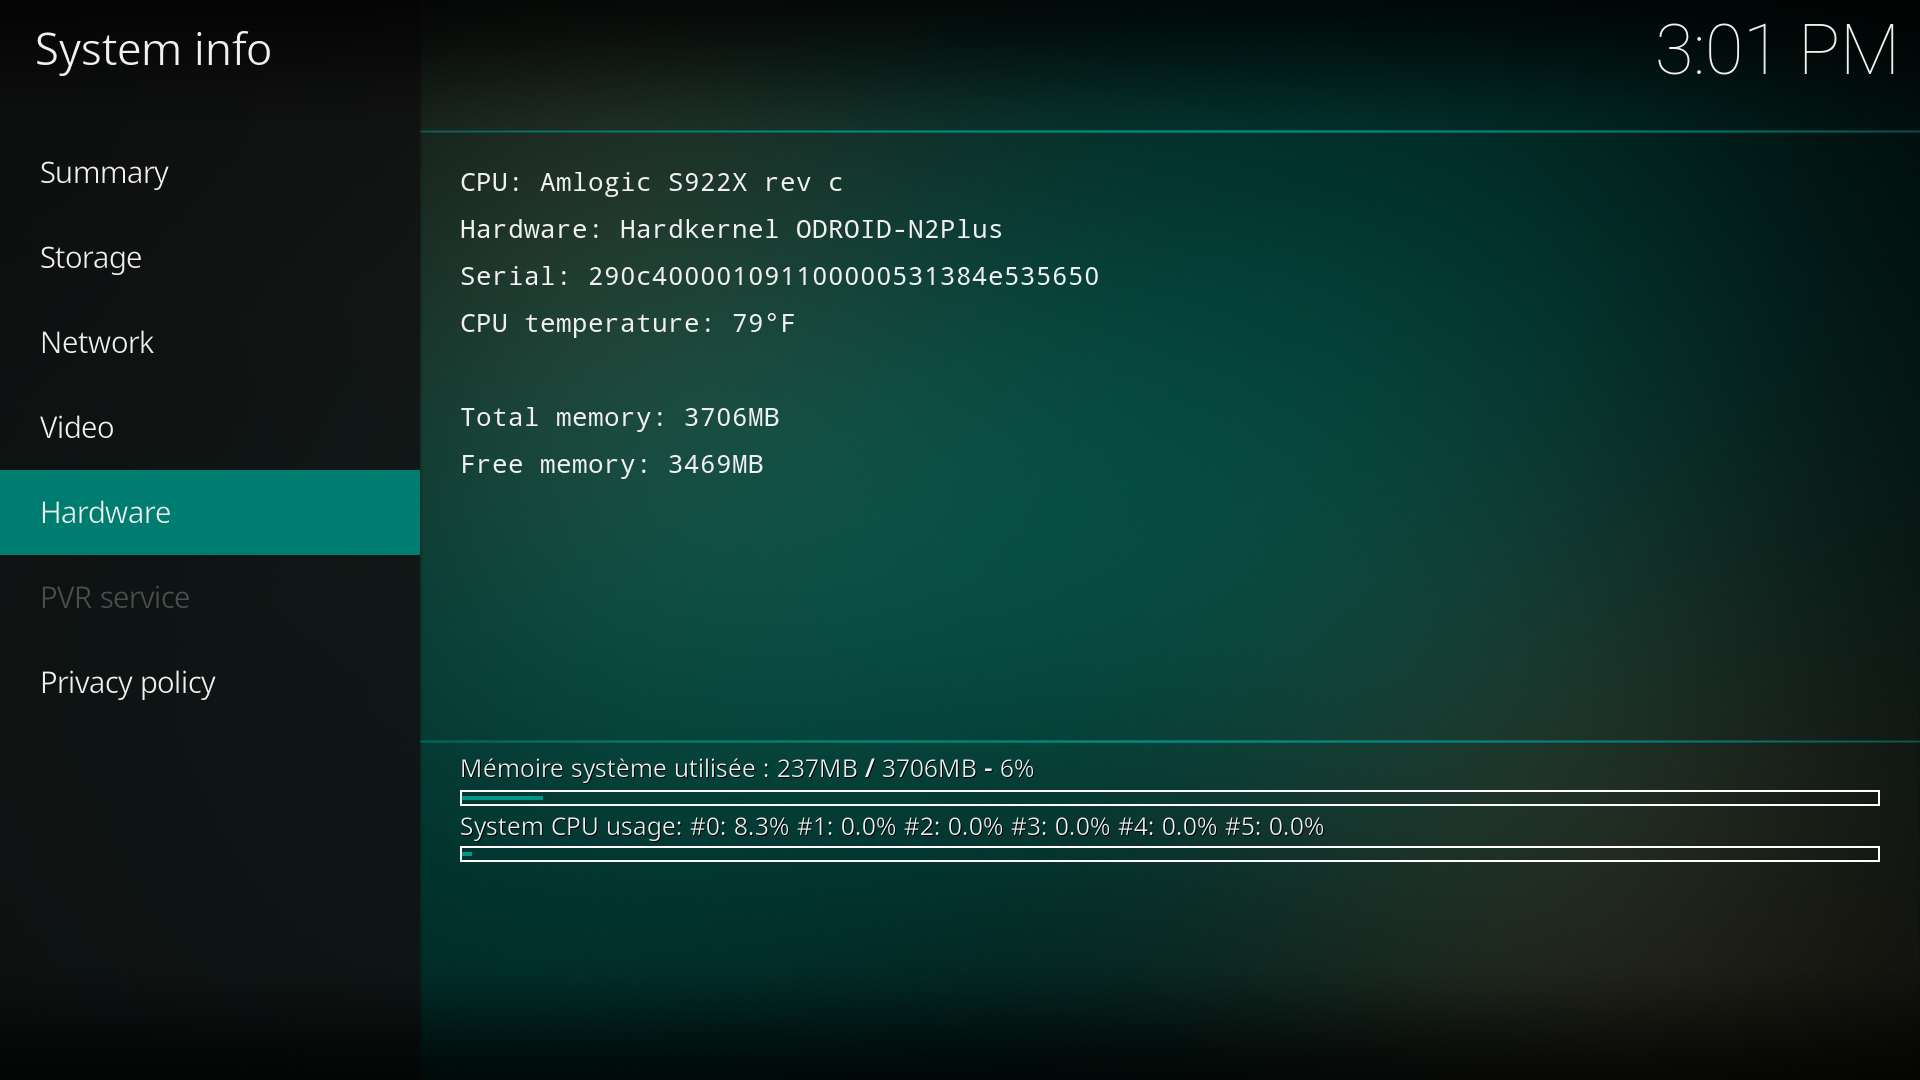 System info
3:01 PM
Summary
Storage
Network
Video
Hardware
PVR service
Privacy policy
CPU: Amlogic S922X rev c
Hardware: Hardkernel ODROID-N2Plus
Serial: 290c400001091100000531384e535650
CPU temperature: 79°F
Total memory: 3706MB
Free memory: 3469MB
Mémoire système utilisée : 237MB / 3706MB - 6%
System CPU usage: #0: 8.3% #1: 0.0% #2: 0.0% #3: 0.0% #4: 0.0% #5: 0.0%